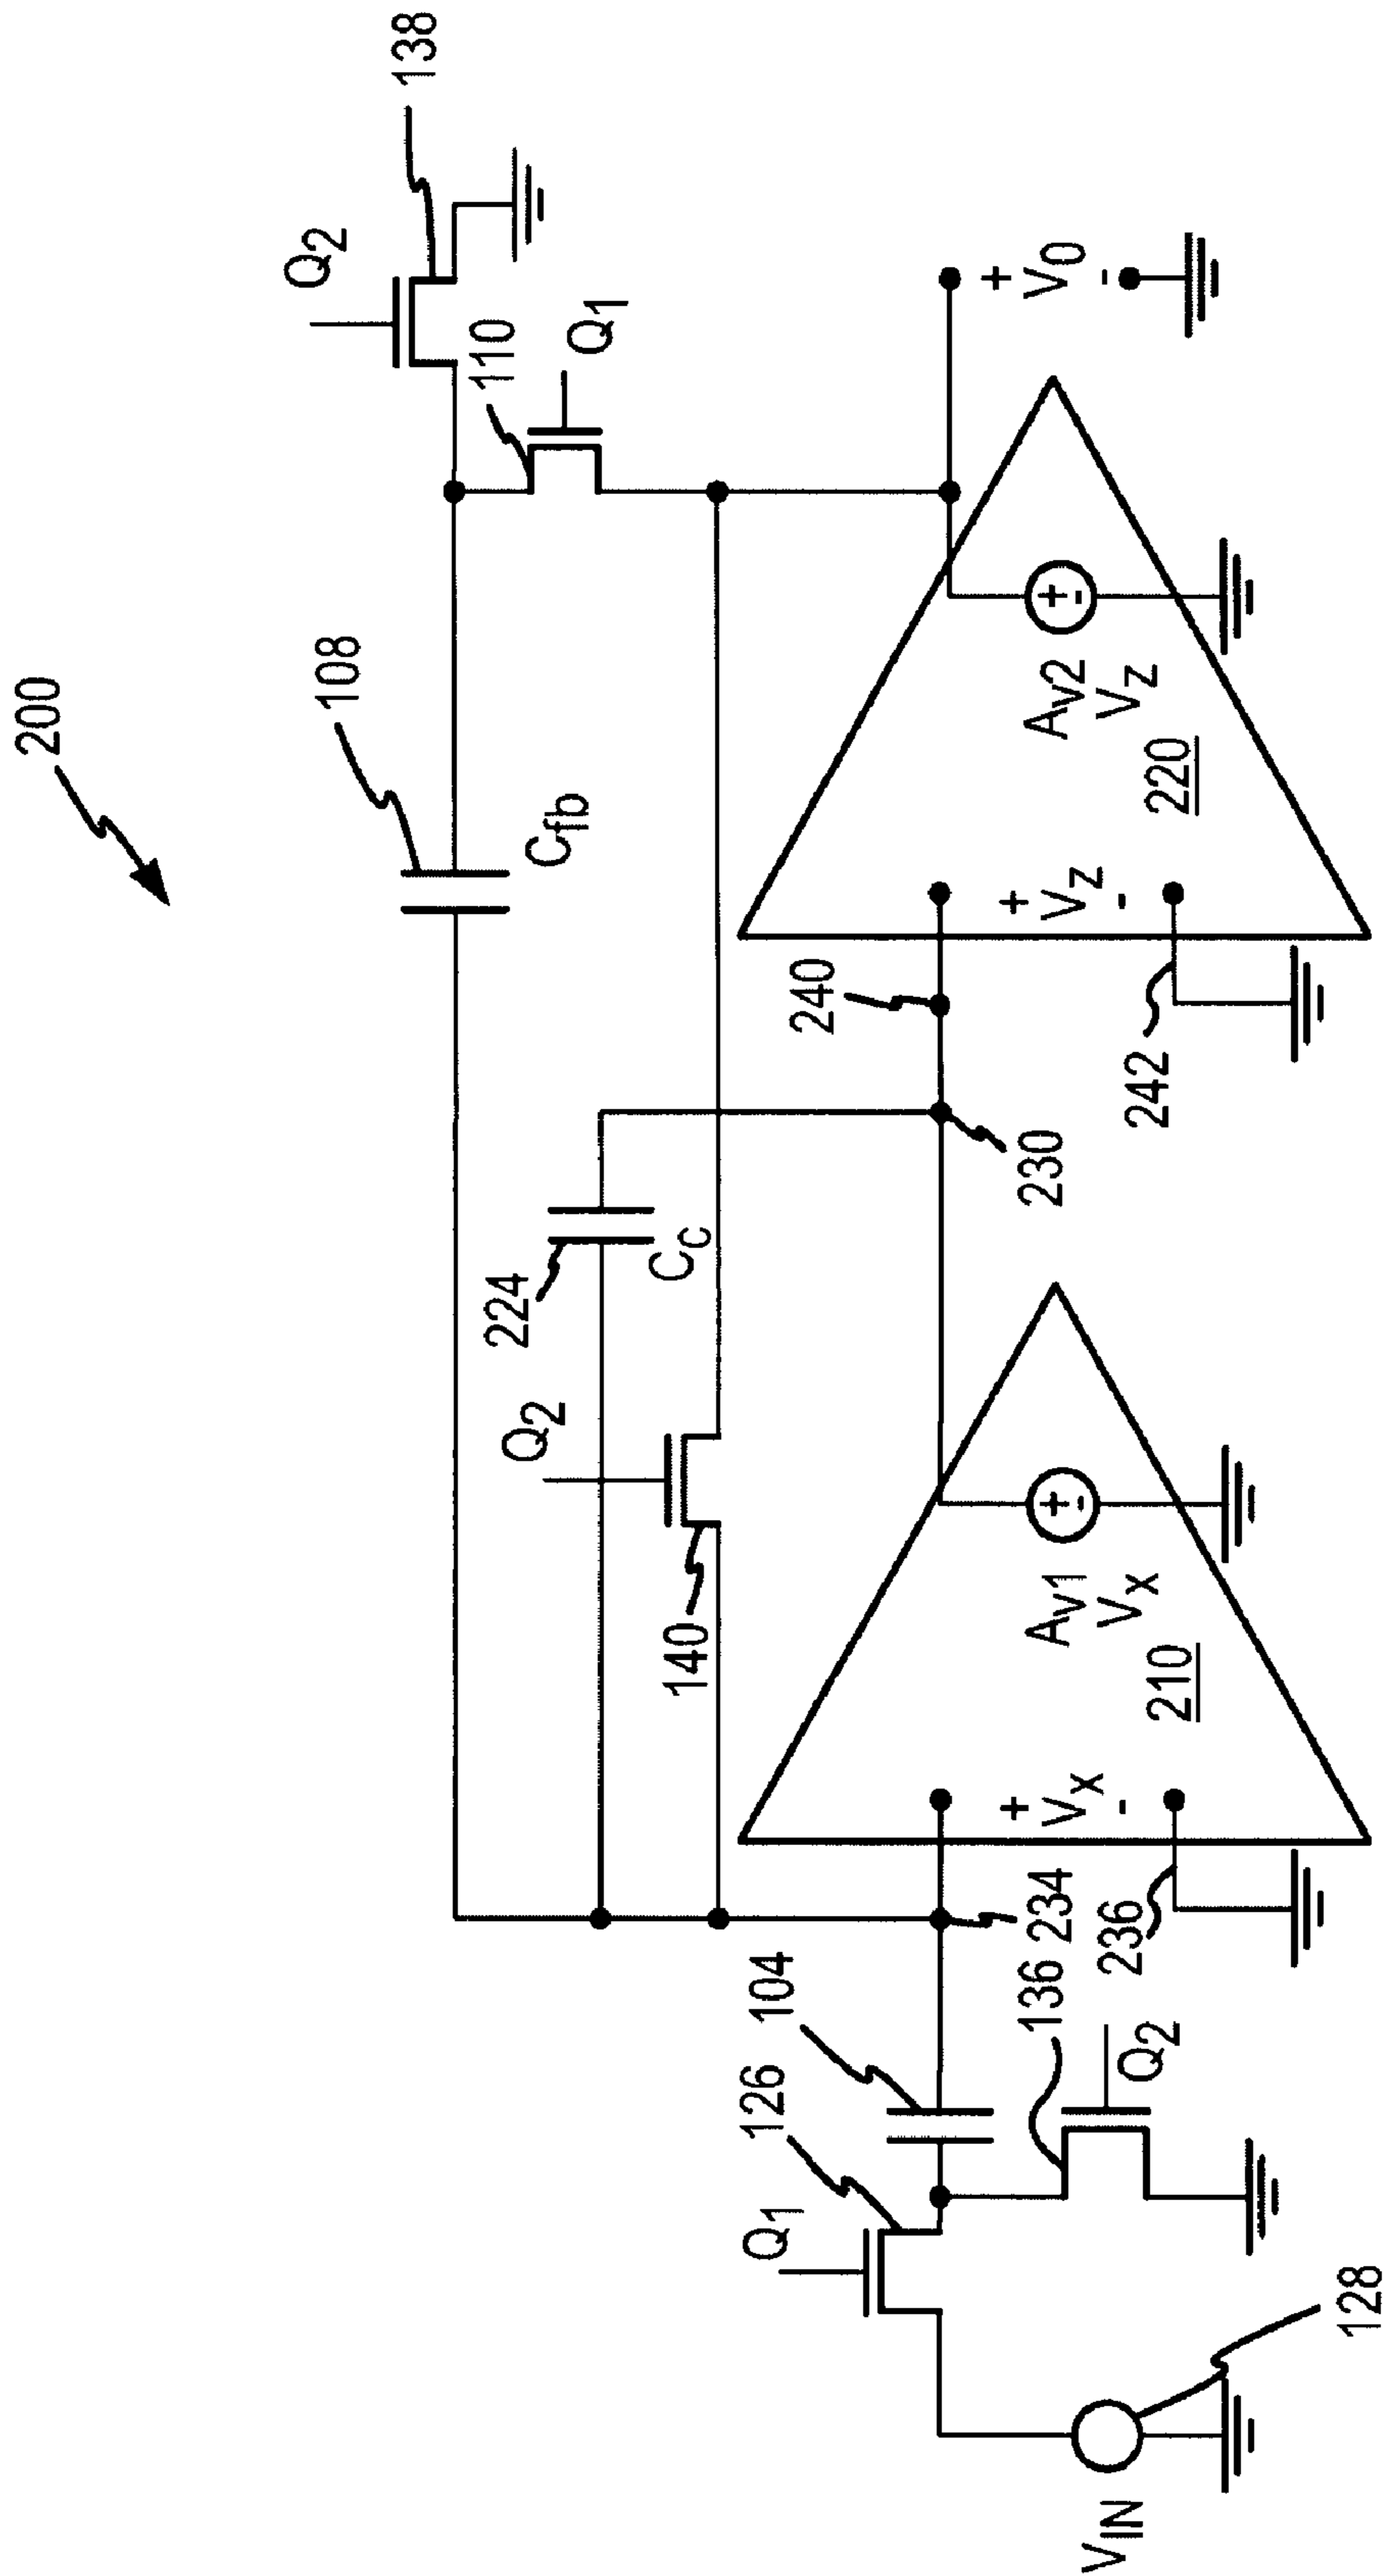 200
138
Q2
108
110
Q1
Cfb
224
Q2
Cc
140
126
104
Q1
234
230
240
+
V0
-
+
Vx
-
Av1
Vx
210
+
-
+
Vz
-
Av2
Vz
220
+
-
136
Q2
236
242
VIN
128